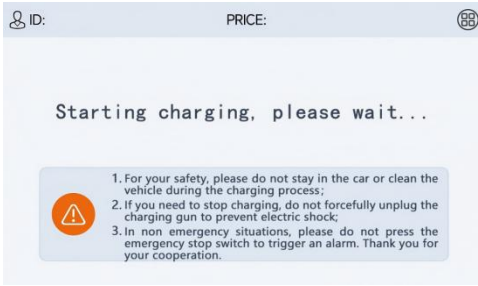 ID:
PRICE:
Starting charging, please wait...
1. For your safety, please do not stay in the car or clean the
vehicle during the charging process;
2. If you need to stop charging, do not forcefully unplug the
charging gun to prevent electric shock;
3. In non emergency situations, please do not press the
emergency stop switch to trigger an alarm. Thank you for
your cooperation.